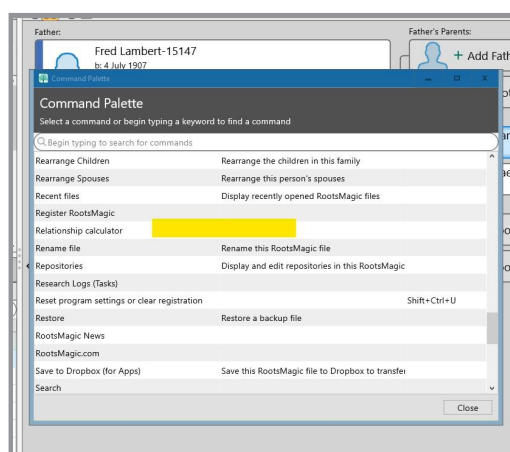 Father:
Father's Parents:
Fred Lambert-15147
b: 4 July 1907
+ Add Fath
Command Palette
Command Palette
Select a command or begin typing a keyword to find a command
Begin typing to search for commands
Rearrange Children Rearrange the children in this family
Rearrange Spouses Rearrange this person's spouses
Recent files Display recently opened RootsMagic files
Register RootsMagic
Relationship calculator
Rename file Rename this RootsMagic file
Repositories Display and edit repositories in this RootsMagic
Research Logs (Tasks)
Reset program settings or clear registration Shift+Ctrl+U
Restore Restore a backup file
RootsMagic News
RootsMagic.com
Save to Dropbox (for Apps) Save this RootsMagic file to Dropbox to transfer
Search
Close